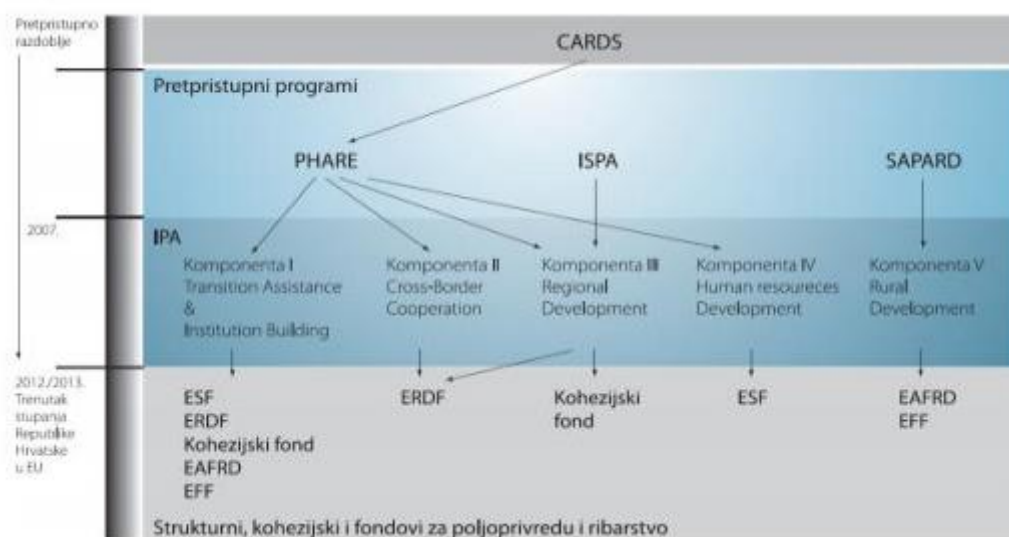 Pretpristupno
razdoblje
CARDS
Pretpristupni programi
PHARE
ISPA
SAPARD
2007.
IPA
Komponenta I
Transition Assistance
&
Institution Building
Komponenta II
Cross-Border
Cooperation
Komponenta III
Regional
Development
Komponenta IV
Human resoureces
Development
Komponenta V
Rural
Development
2012./2013.
Trenutak
stupanja
Republike
Hrvatske
u EU
ESF
ERDF
Kohezijski fond
EAFRD
EFF
ERDF
Kohezijski
fond
ESF
EAFRD
EFF
Strukturni, kohezijski i fondovi za poljoprivredu i ribarstvo